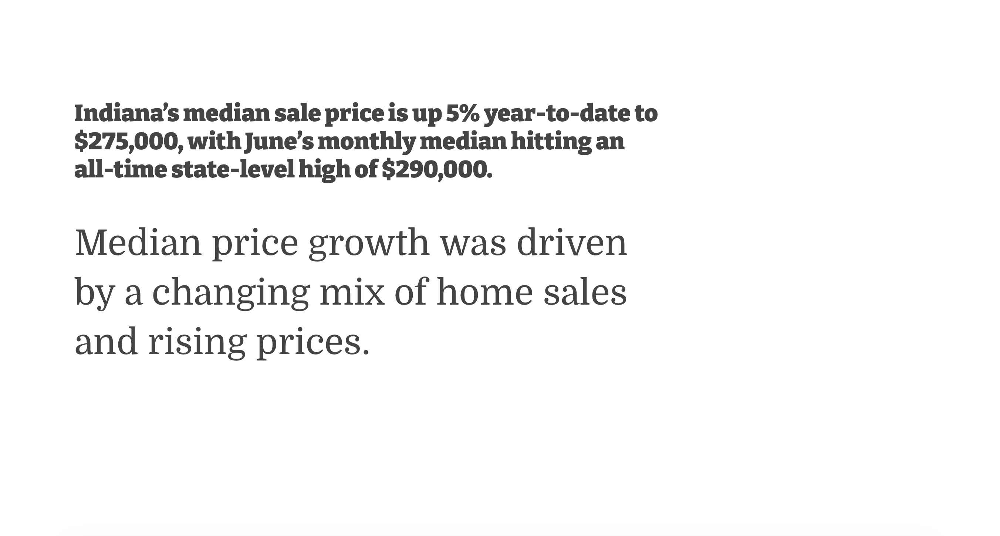 Indiana’s median sale price is up 5% year-to-date to
$275,000, with June’s monthly median hitting an
all-time state-level high of $290,000.
Median price growth was driven
by a changing mix of home sales
and rising prices.